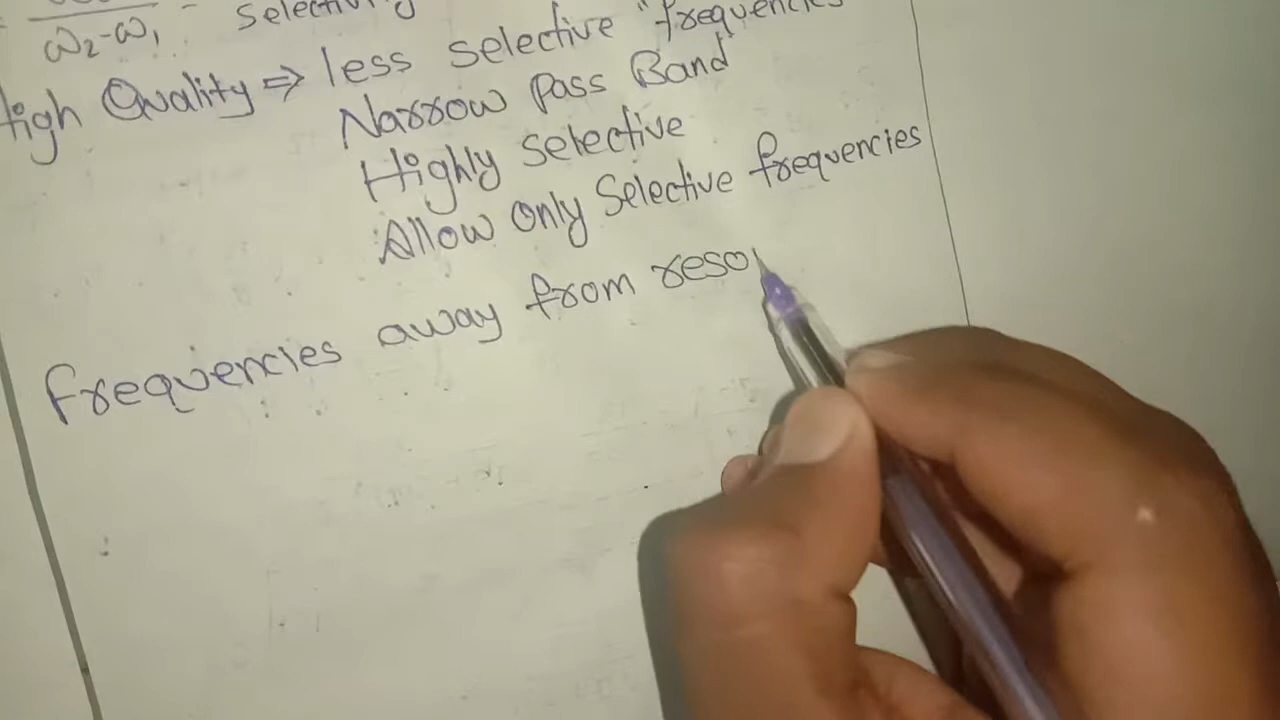 ω₂-ω₁ - Selectivi
High Quality ⇒ less selective "frequencies
Narrow Pass Band
Highly selective
Allow Only Selective frequencies
Frequencies away from reso